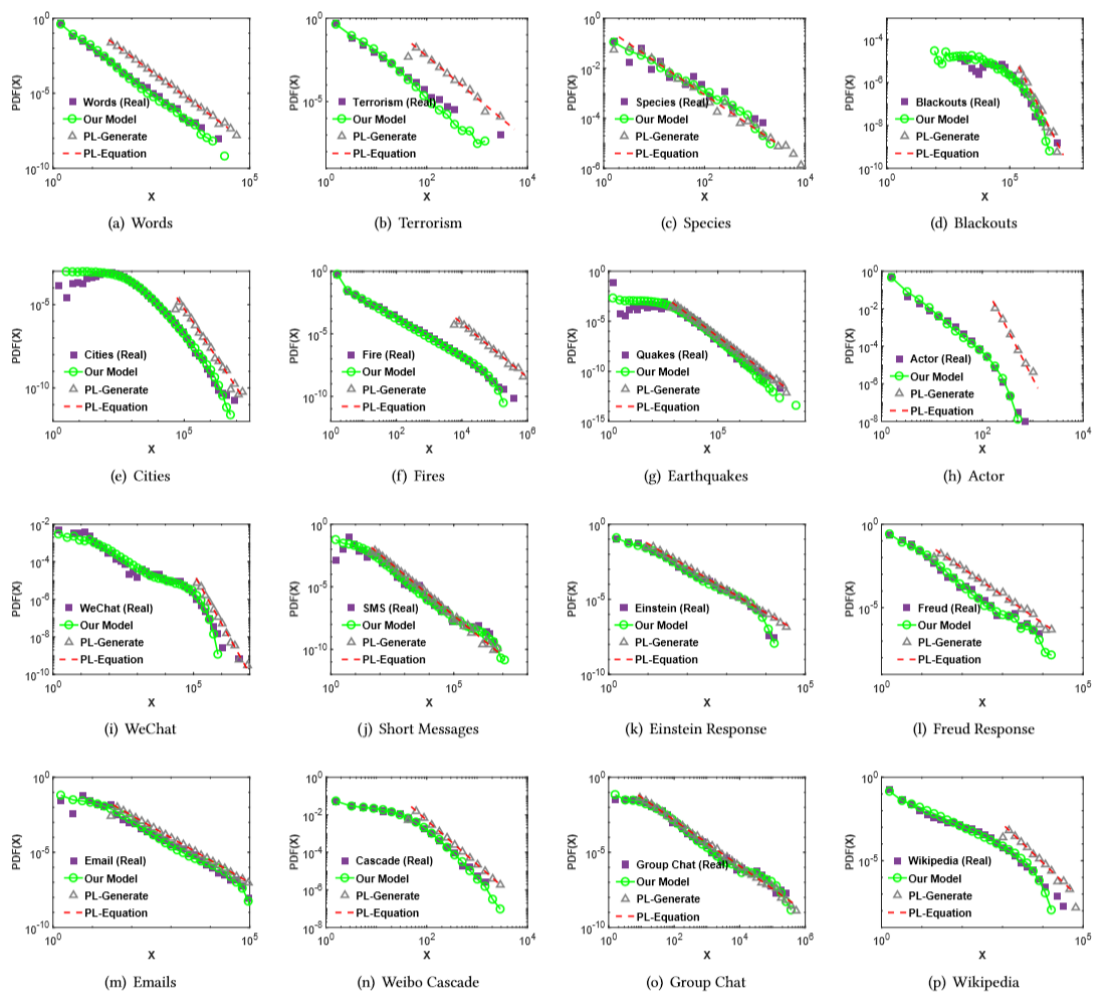 PDF(X)
10^0
10^-5
10^-10
Words (Real)
Our Model
PL-Generate
PL-Equation
10^0
10^5
X
(a) Words
PDF(X)
10^0
10^-5
Terrorism (Real)
Our Model
PL-Generate
PL-Equation
10^0
10^2
10^4
X
(b) Terrorism
PDF(X)
10^0
10^-2
10^-4
10^-6
Species (Real)
Our Model
PL-Generate
PL-Equation
10^0
10^2
10^4
X
(c) Species
PDF(X)
10^-4
10^-6
10^-8
10^-10
Blackouts (Real)
Our Model
PL-Generate
PL-Equation
10^0
10^5
X
(d) Blackouts
PDF(X)
10^-5
10^-10
Cities (Real)
Our Model
PL-Generate
PL-Equation
10^0
10^5
X
(e) Cities
PDF(X)
10^0
10^-5
10^-10
Fire (Real)
Our Model
PL-Generate
PL-Equation
10^0
10^2
10^4
10^6
X
(f) Fires
PDF(X)
10^0
10^-5
10^-10
10^-15
Quakes (Real)
Our Model
PL-Generate
PL-Equation
10^0
10^5
X
(g) Earthquakes
PDF(X)
10^0
10^-2
10^-4
10^-6
10^-8
Actor (Real)
Our Model
PL-Generate
PL-Equation
10^0
10^2
10^4
X
(h) Actor
PDF(X)
10^-2
10^-4
10^-6
10^-8
10^-10
WeChat (Real)
Our Model
PL-Generate
PL-Equation
10^0
10^5
X
(i) WeChat
PDF(X)
10^0
10^-5
10^-10
SMS (Real)
Our Model
PL-Generate
PL-Equation
10^0
10^5
X
(j) Short Messages
PDF(X)
10^0
10^-5
10^-10
Einstein (Real)
Our Model
PL-Generate
PL-Equation
10^0
10^5
X
(k) Einstein Response
PDF(X)
10^0
10^-5
Freud (Real)
Our Model
PL-Generate
PL-Equation
10^0
10^5
X
(l) Freud Response
PDF(X)
10^0
10^-5
10^-10
Email (Real)
Our Model
PL-Generate
PL-Equation
10^0
10^5
X
(m) Emails
PDF(X)
10^0
10^-2
10^-4
10^-6
10^-8
Cascade (Real)
Our Model
PL-Generate
PL-Equation
10^0
10^2
10^4
X
(n) Weibo Cascade
PDF(X)
10^0
10^-5
10^-10
Group Chat (Real)
Our Model
PL-Generate
PL-Equation
10^0
10^2
10^4
10^6
X
(o) Group Chat
PDF(X)
10^0
10^-5
Wikipedia (Real)
Our Model
PL-Generate
PL-Equation
10^0
10^5
X
(p) Wikipedia